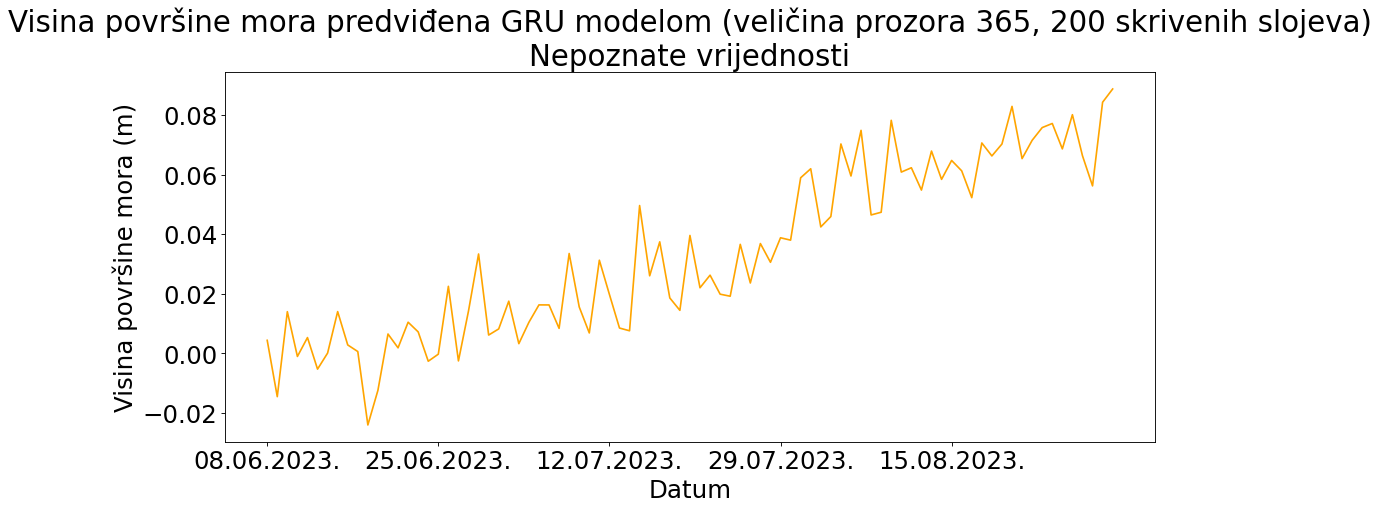 Visina površine mora predviđena GRU modelom (veličina prozora 365, 200 skrivenih slojeva)
Nepoznate vrijednosti
Visina površine mora (m)
0.08
0.06
0.04
0.02
0.00
−0.02
08.06.2023. 25.06.2023. 12.07.2023. 29.07.2023. 15.08.2023.
Datum